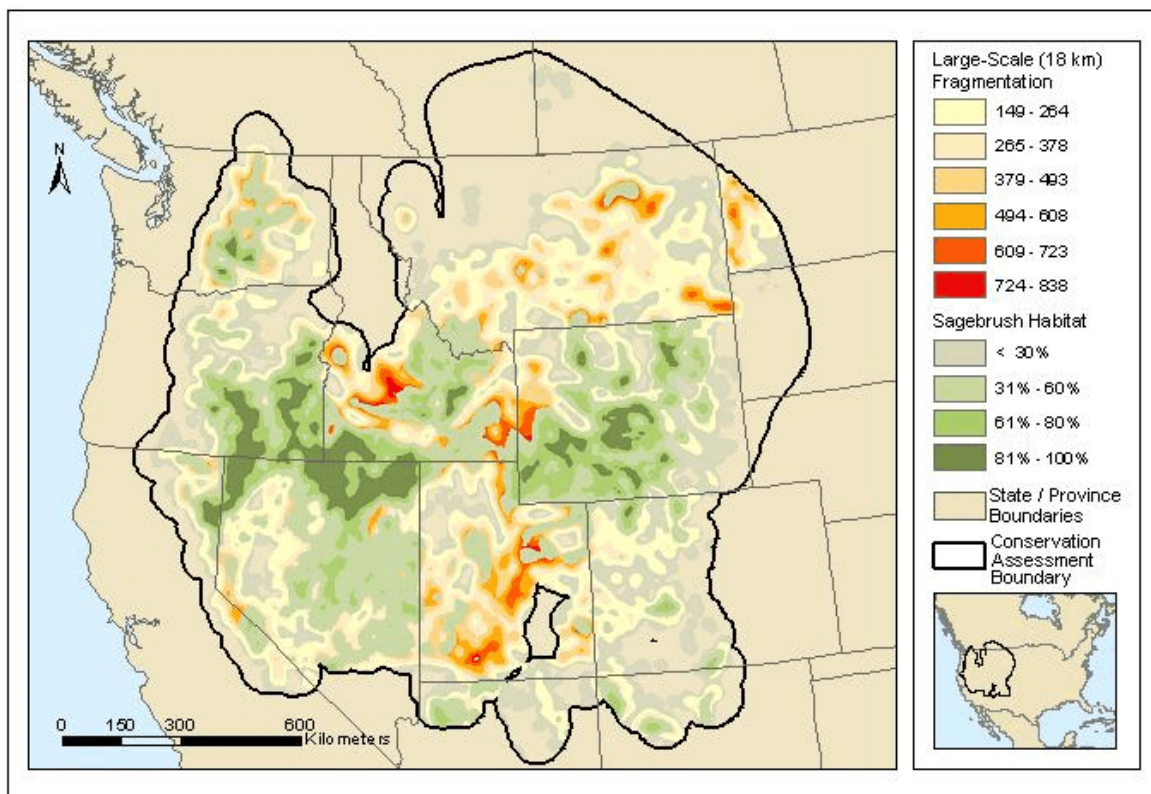 N
0 150 300 600
Kilometers
Large-Scale (18 km)
Fragmentation
149 - 264
265 - 378
379 - 493
494 - 608
609 - 723
724 - 838
Sagebrush Habitat
< 30%
31% - 60%
61% - 80%
81% - 100%
State / Province
Boundaries
Conservation
Assessment
Boundary